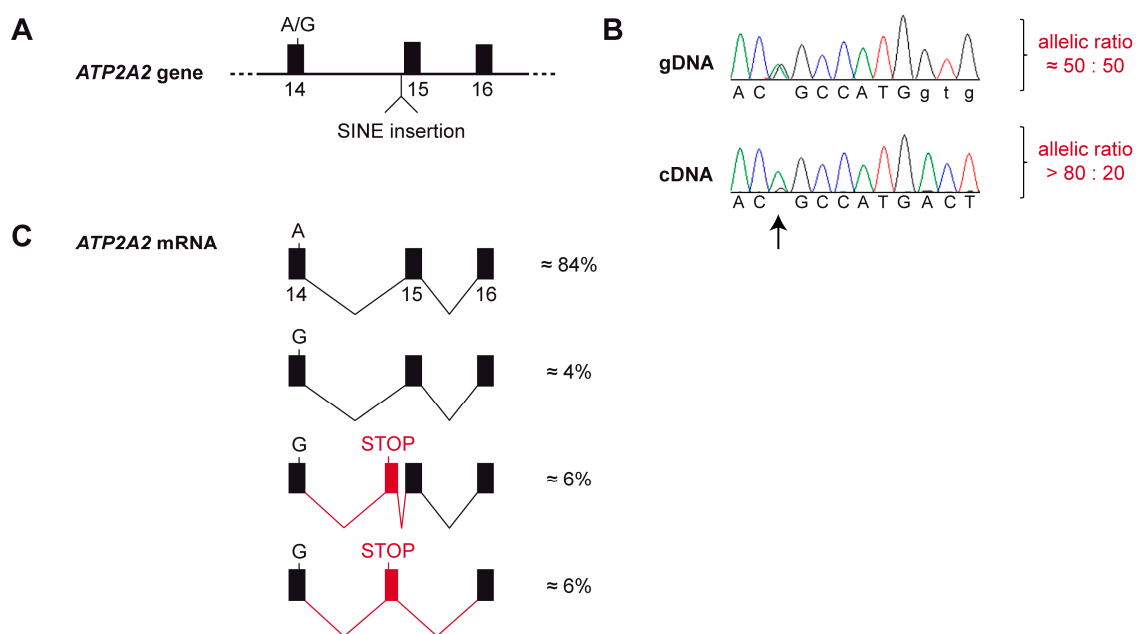 A
A/G
ATP2A2 gene
14
15
16
SINE insertion
B
gDNA
A C G C C A T G g t g
allelic ratio
≈ 50 : 50
cDNA
A C G C C A T G A C T
allelic ratio
> 80 : 20
C
ATP2A2 mRNA
A
14
15
16
≈ 84%
G
≈ 4%
G
STOP
≈ 6%
G
STOP
≈ 6%